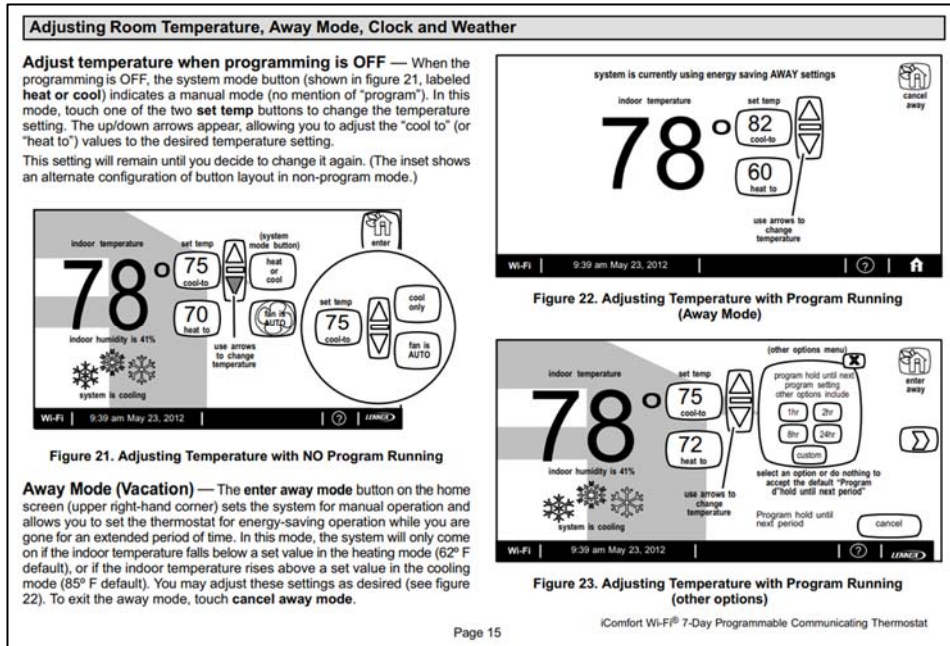 Adjusting Room Temperature, Away Mode, Clock and Weather
Adjust temperature when programming is OFF — When the
programming is OFF, the system mode button (shown in figure 21, labeled
heat or cool) indicates a manual mode (no mention of “program”). In this
mode, touch one of the two set temp buttons to change the temperature
setting. The up/down arrows appear, allowing you to adjust the “cool to” (or
“heat to”) values to the desired temperature setting.
This setting will remain until you decide to change it again. (The inset shows
an alternate configuration of button layout in non-program mode.)
indoor temperature
78°
set temp
75
cool-to
70
heat to
(system
mode button)
heat
or
cool
fan is
AUTO
enter
use arrows
to change
temperature
set temp
75
cool-to
cool
only
fan is
AUTO
indoor humidity is 41%
system is cooling
Wi-Fi
9:39 am May 23, 2012
?
LENNOX
Figure 21. Adjusting Temperature with NO Program Running
Away Mode (Vacation) — The enter away mode button on the home
screen (upper right-hand corner) sets the system for manual operation and
allows you to set the thermostat for energy-saving operation while you are
gone for an extended period of time. In this mode, the system will only come
on if the indoor temperature falls below a set value in the heating mode (62º F
default), or if the indoor temperature rises above a set value in the cooling
mode (85º F default). You may adjust these settings as desired (see figure
22). To exit the away mode, touch cancel away mode.
system is currently using energy saving AWAY settings
cancel
away
indoor temperature
78°
set temp
82
cool-to
60
heat to
use arrows to
change
temperature
Wi-Fi
9:39 am May 23, 2012
?
Figure 22. Adjusting Temperature with Program Running
(Away Mode)
indoor temperature
78°
set temp
75
cool-to
72
heat to
use arrows to
change
temperature
(other options menu)
X
program hold until next
program setting
other options include
1hr
2hr
8hr
24hr
custom
select an option or do nothing to
accept the default “Program
d”hold until next period”
Program hold until
next period
cancel
enter
away
indoor humidity is 41%
system is cooling
Wi-Fi
9:39 am May 23, 2012
?
LENNOX
Figure 23. Adjusting Temperature with Program Running
(other options)
Page 15
iComfort Wi-Fi® 7-Day Programmable Communicating Thermostat